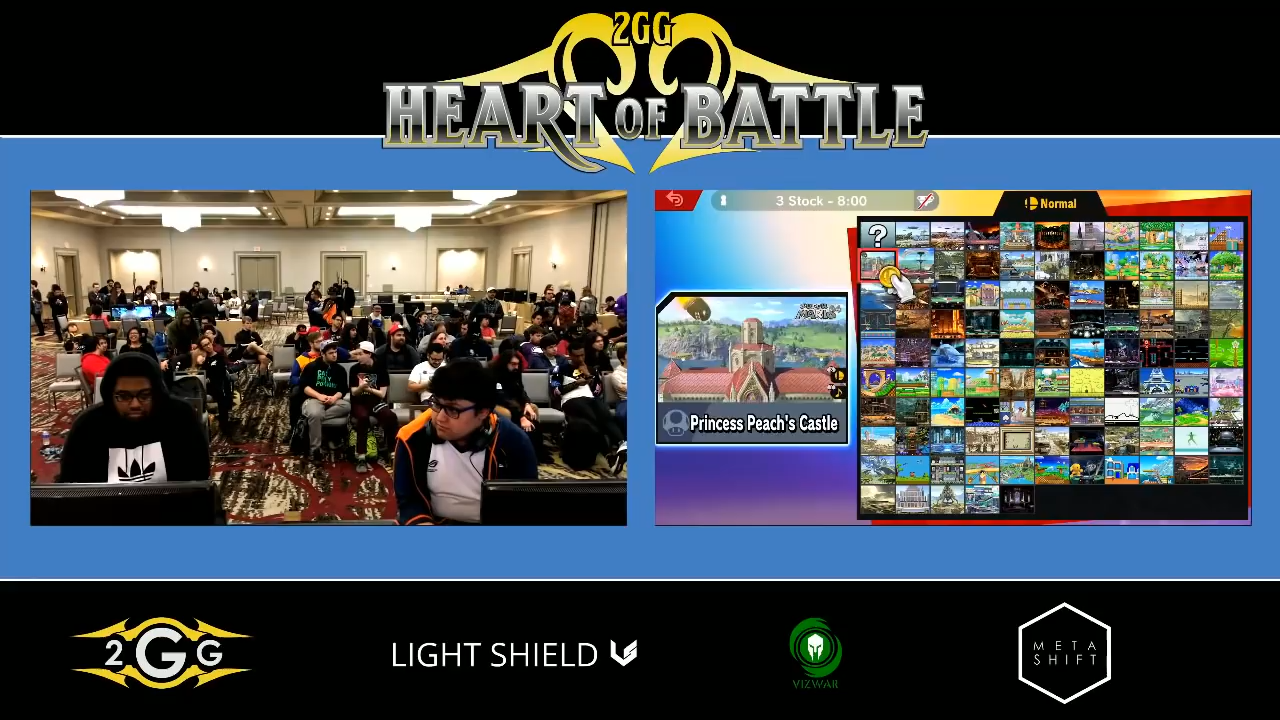 2GG
HEART OF BATTLE
3 Stock - 8:00
Normal
?
Princess Peach's Castle
2GG
LIGHT SHIELD
VIZWAR
META
SHIFT